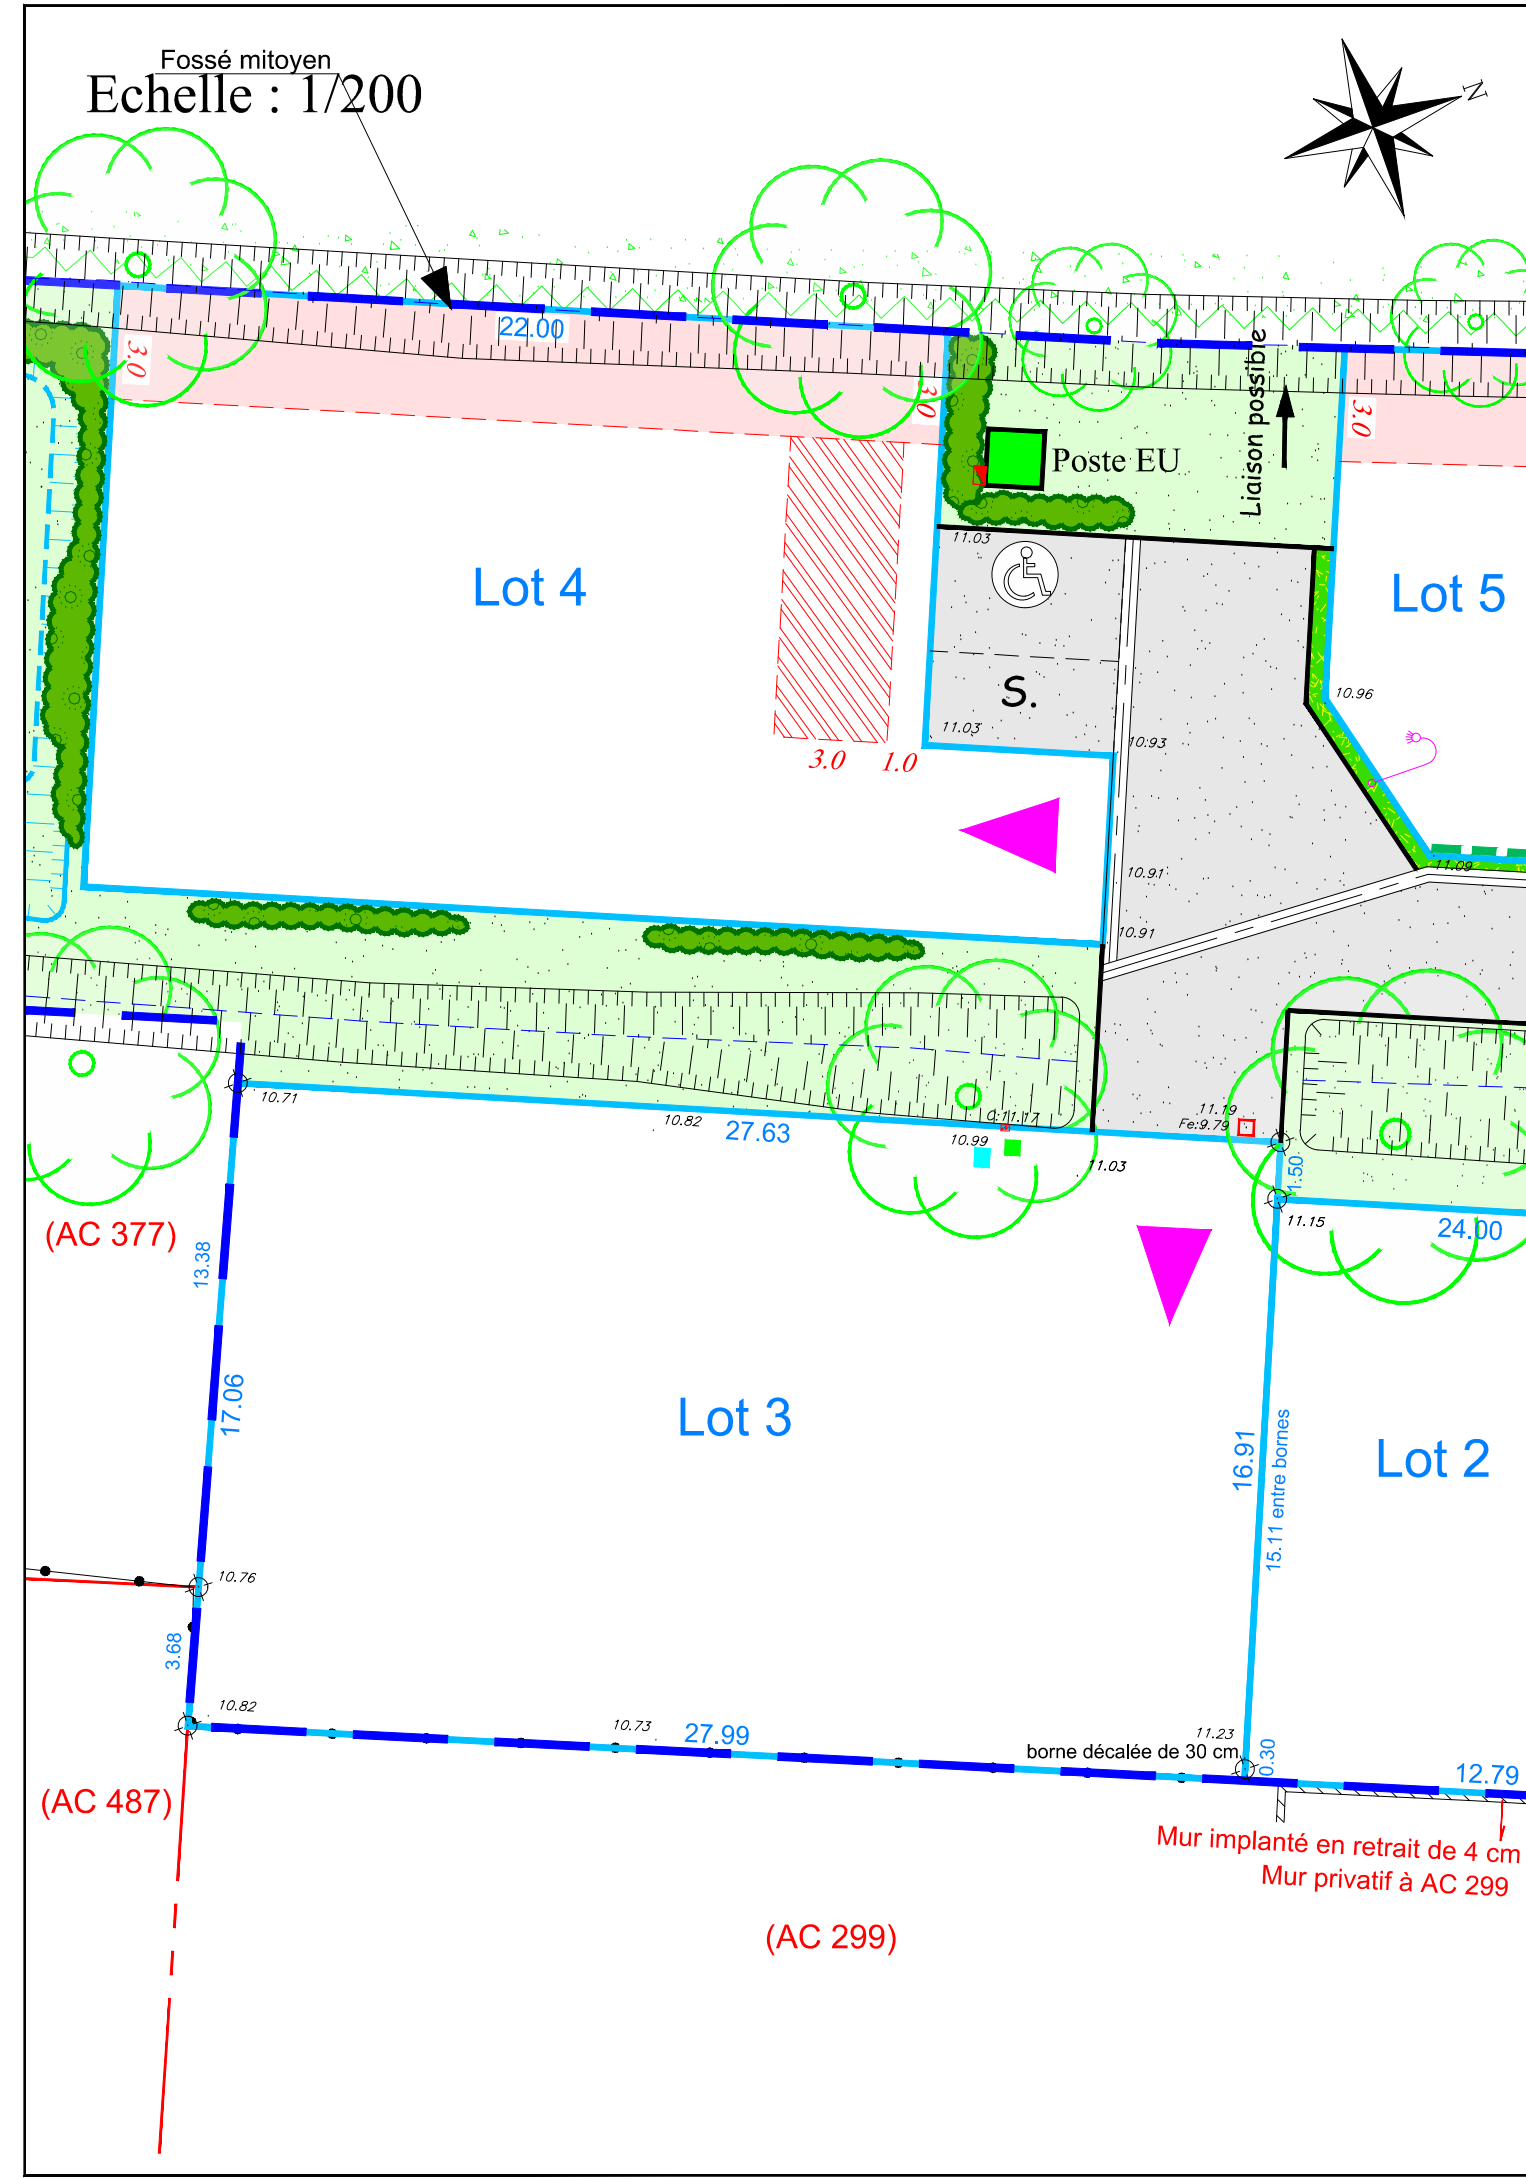 Fossé mitoyen
Echelle : 1/200
N
22.00
3.0
3.0
3.0
Liaison possible
Poste EU
11.03
Lot 4
Lot 5
S.
10.96
11.03
10.93
3.0
1.0
10.91
11.09
10.91
10.71
10.82
27.63
C:11.17
10.99
11.19
Fe:9.79
11.03
1.50
11.15
24.00
(AC 377)
13.38
17.06
Lot 3
16.91
15.11 entre bornes
Lot 2
10.76
3.68
10.82
10.73
27.99
11.23
borne décalée de 30 cm
0.30
12.79
(AC 487)
Mur implanté en retrait de 4 cm
Mur privatif à AC 299
(AC 299)